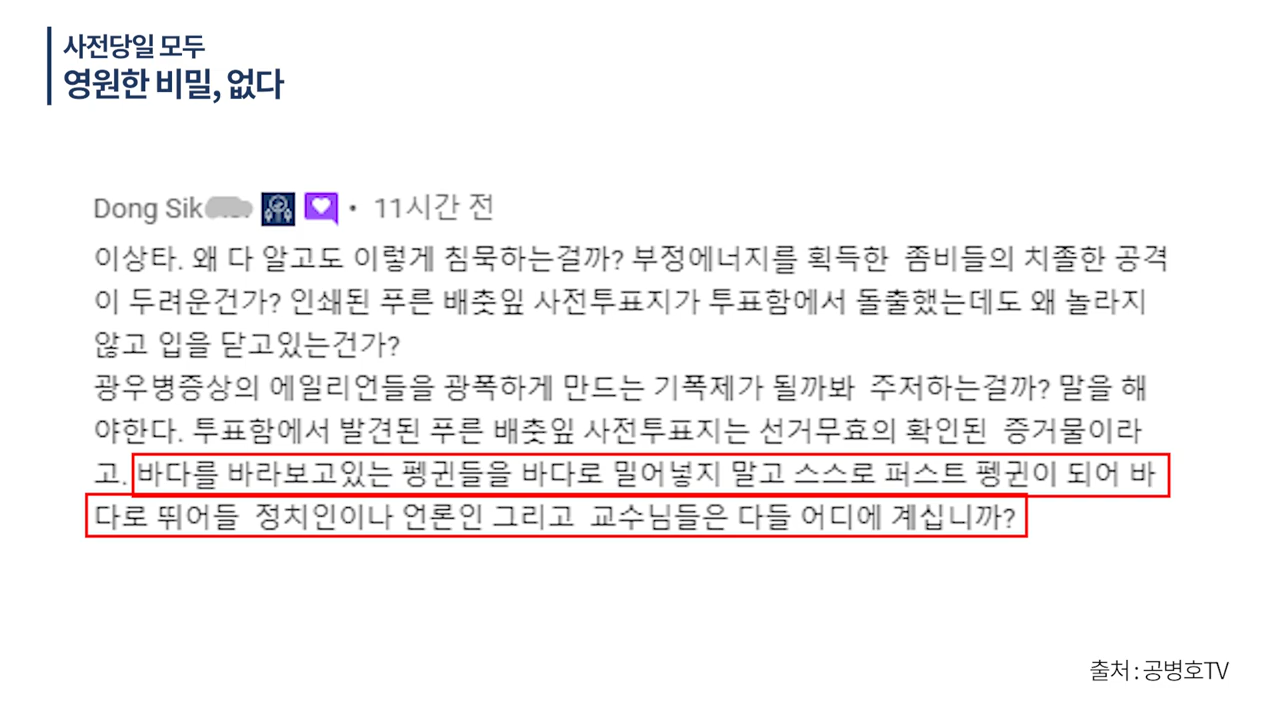 사전당일 모두
영원한 비밀, 없다
Dong Sik • 11시간 전
이상타. 왜 다 알고도 이렇게 침묵하는걸까? 부정에너지를 획득한 좀비들의 치졸한 공격
이 두려운건가? 인쇄된 푸른 배춧잎 사전투표지가 투표함에서 돌출했는데도 왜 놀라지
않고 입을 닫고있는건가?
광우병증상의 에일리언들을 광폭하게 만드는 기폭제가 될까봐 주저하는걸까? 말을 해
야한다. 투표함에서 발견된 푸른 배춧잎 사전투표지는 선거무효의 확인된 증거물이라
고. 바다를 바라보고있는 펭귄들을 바다로 밀어넣지 말고 스스로 퍼스트 펭귄이 되어 바
다로 뛰어들 정치인이나 언론인 그리고 교수님들은 다들 어디에 계십니까?
출처 : 공병호TV